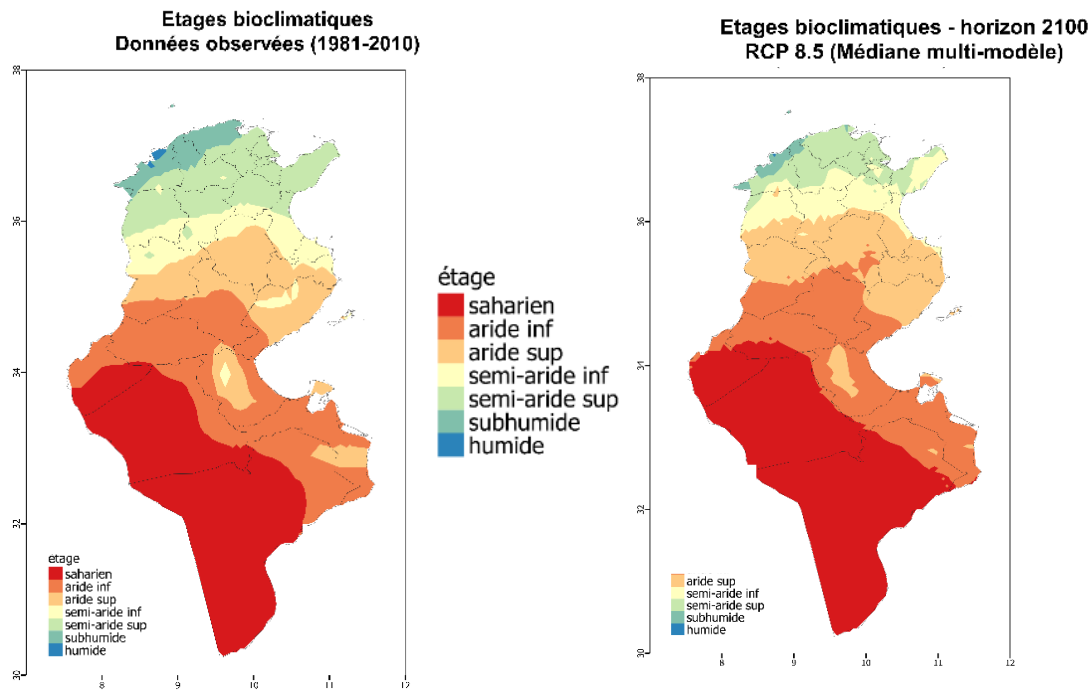 Etages bioclimatiques
Données observées (1981-2010)
38
36
34
32
30
8
9
10
11
12
etage
saharien
aride inf
aride sup
semi-aride inf
semi-aride sup
subhumide
humide
étage
saharien
aride inf
aride sup
semi-aride inf
semi-aride sup
subhumide
humide
Etages bioclimatiques - horizon 2100
RCP 8.5 (Médiane multi-modèle)
38
36
34
32
30
8
9
10
11
12
aride sup
semi-aride inf
semi-aride sup
subhumide
humide